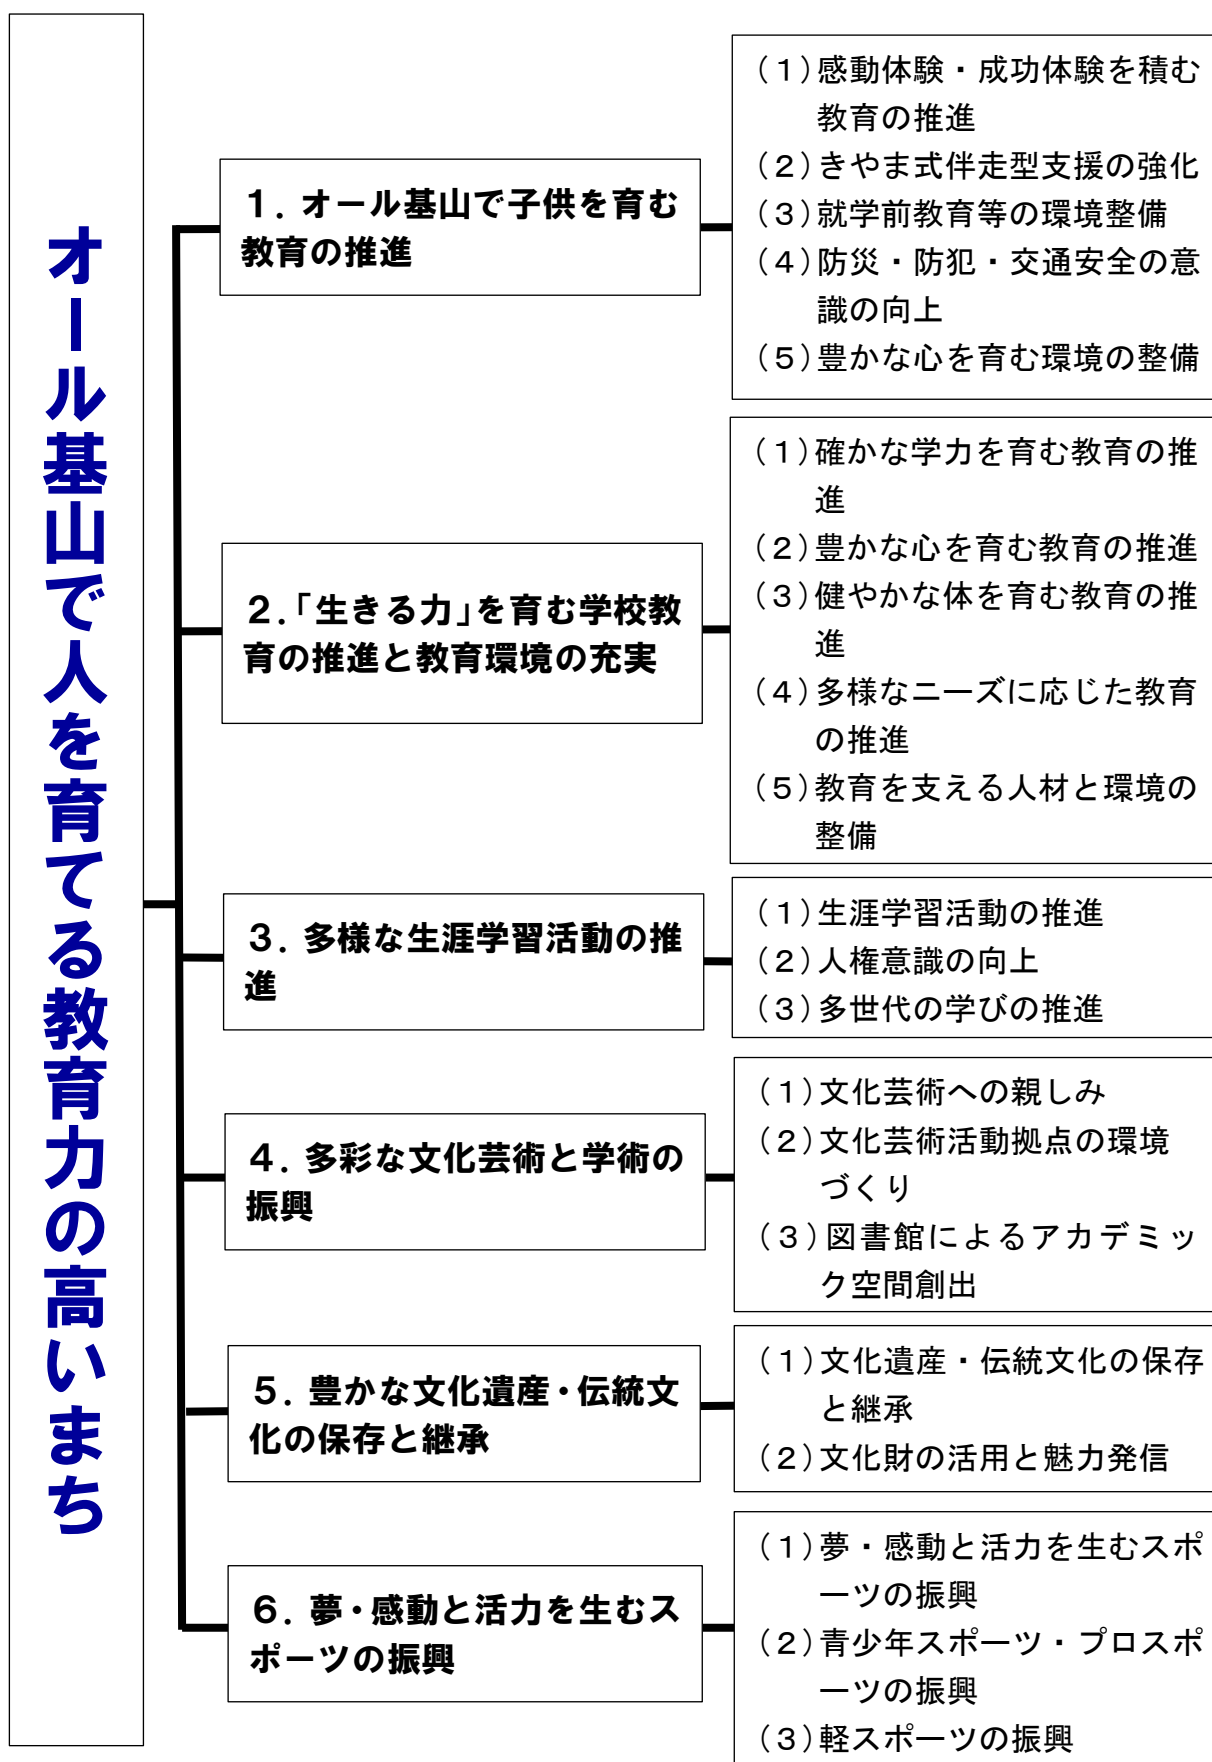 オール基山で人を育てる教育力の高いまち
１．オール基山で子供を育む
教育の推進
（１）感動体験・成功体験を積む
教育の推進
（２）きやま式伴走型支援の強化
（３）就学前教育等の環境整備
（４）防災・防犯・交通安全の意
識の向上
（５）豊かな心を育む環境の整備
２．「生きる力」を育む学校教
育の推進と教育環境の充実
（１）確かな学力を育む教育の推
進
（２）豊かな心を育む教育の推進
（３）健やかな体を育む教育の推
進
（４）多様なニーズに応じた教育
の推進
（５）教育を支える人材と環境の
整備
３．多様な生涯学習活動の推
進
（１）生涯学習活動の推進
（２）人権意識の向上
（３）多世代の学びの推進
４．多彩な文化芸術と学術の
振興
（１）文化芸術への親しみ
（２）文化芸術活動拠点の環境
づくり
（３）図書館によるアカデミッ
ク空間創出
５．豊かな文化遺産・伝統文
化の保存と継承
（１）文化遺産・伝統文化の保存
と継承
（２）文化財の活用と魅力発信
６．夢・感動と活力を生むス
ポーツの振興
（１）夢・感動と活力を生むスポ
ーツの振興
（２）青少年スポーツ・プロスポ
ーツの振興
（３）軽スポーツの振興